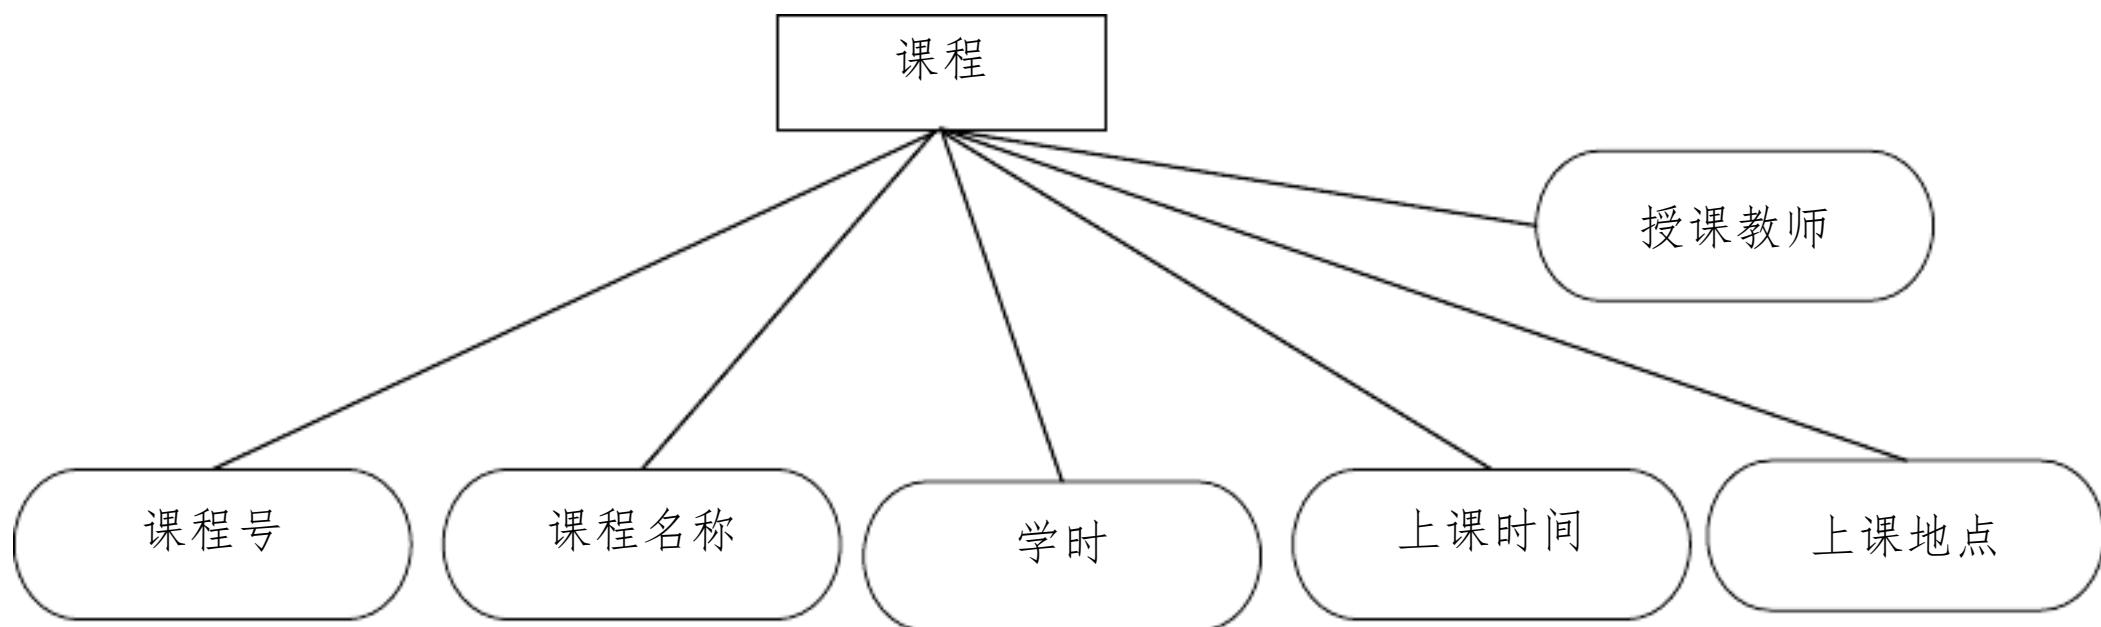 课程
授课教师
课程号
课程名称
学时
上课时间
上课地点